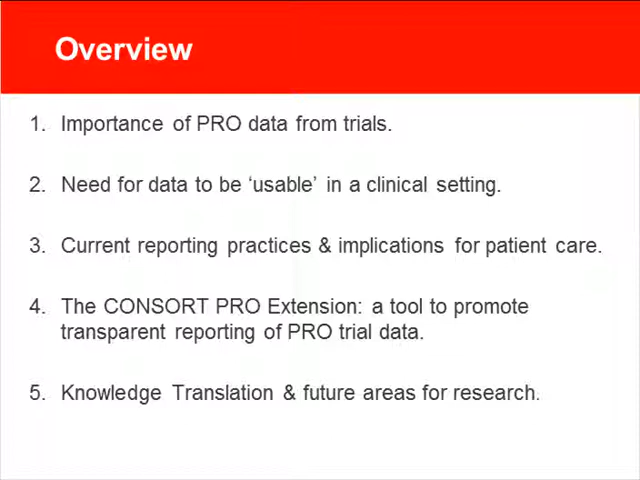 Overview
1. Importance of PRO data from trials.
2. Need for data to be ‘usable’ in a clinical setting.
3. Current reporting practices & implications for patient care.
4. The CONSORT PRO Extension: a tool to promote
transparent reporting of PRO trial data.
5. Knowledge Translation & future areas for research.